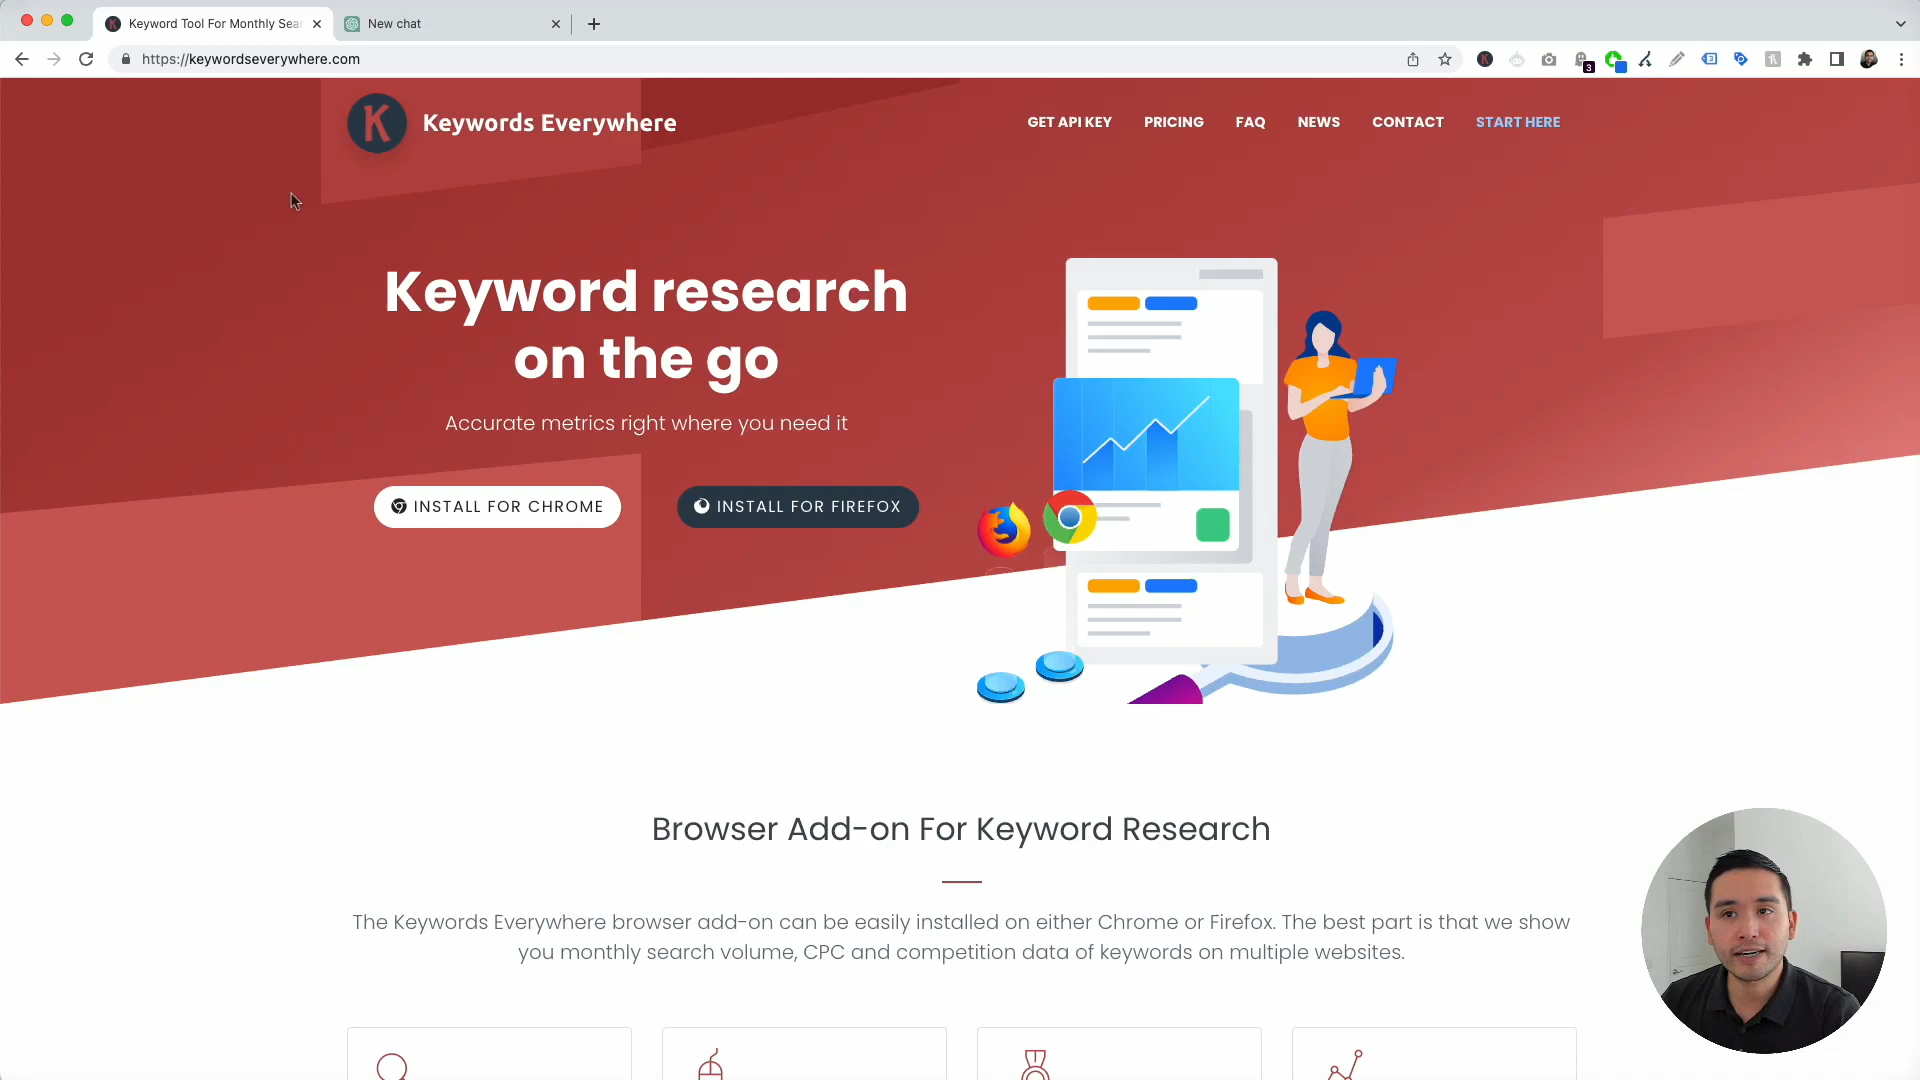 Keyword Tool For Monthly Sea
New chat
https://keywordseverywhere.com
3
K
Keywords Everywhere
GET API KEY
PRICING
FAQ
NEWS
CONTACT
START HERE
Keyword research
on the go
Accurate metrics right where you need it
INSTALL FOR CHROME
INSTALL FOR FIREFOX
Browser Add-on For Keyword Research
The Keywords Everywhere browser add-on can be easily installed on either Chrome or Firefox. The best part is that we show
you monthly search volume, CPC and competition data of keywords on multiple websites.